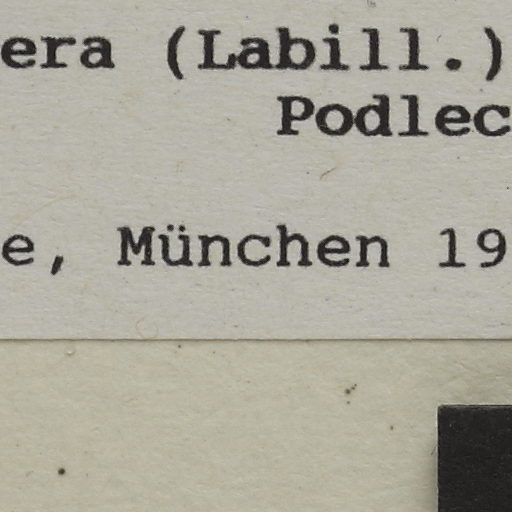 era (Labill.)
Podlec
e, München 19